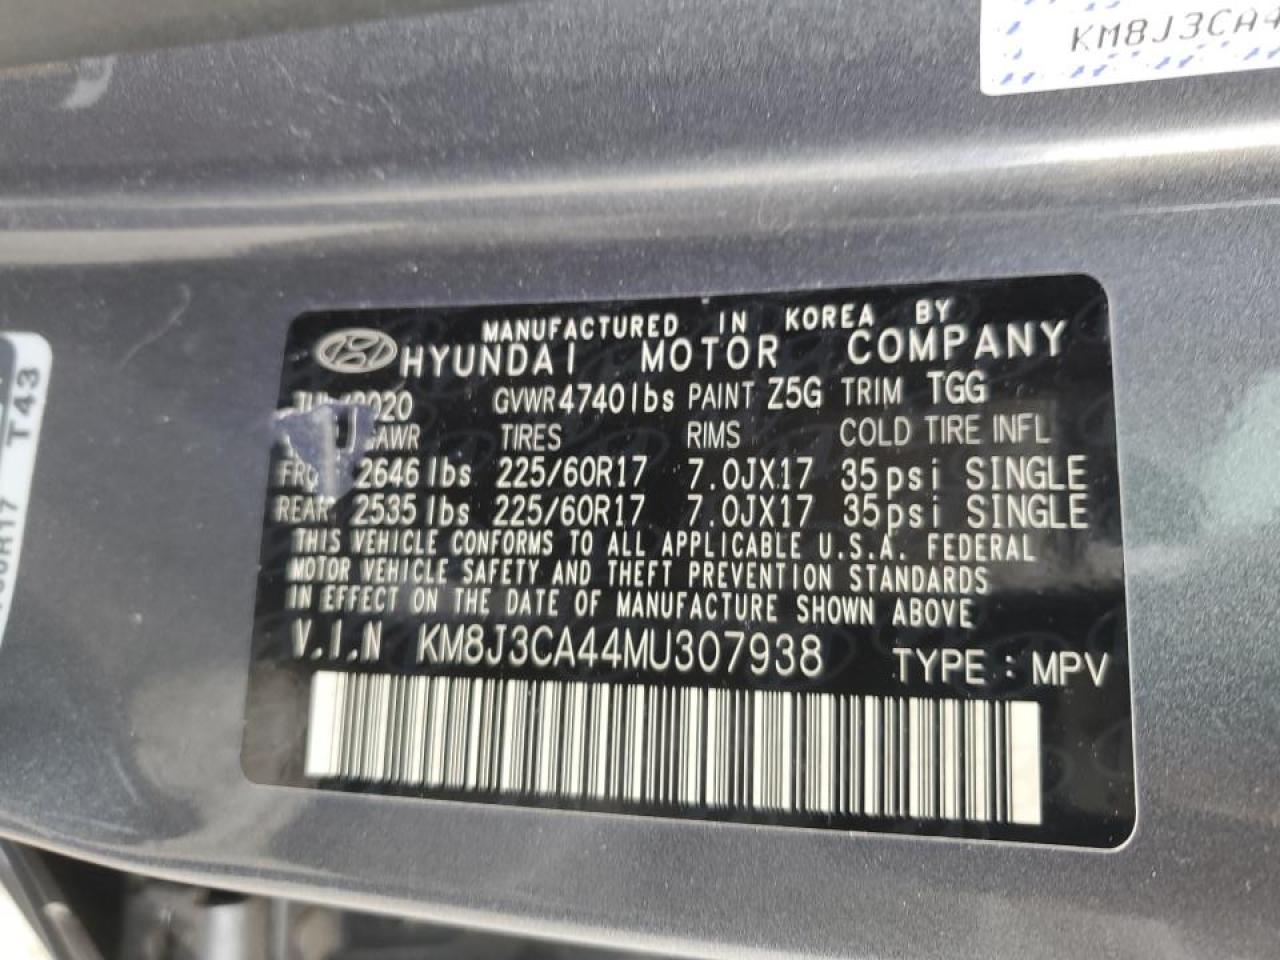 KM8J3CA4
T43
MANUFACTURED IN KOREA BY
HYUNDAI MOTOR COMPANY
2020 GVWR 4740lbs PAINT Z5G TRIM TGG
GAWR TIRES RIMS COLD TIRE INFL
2646 lbs 225/60R17 7.0JX17 35psi SINGLE
REAR 2535 lbs 225/60R17 7.0JX17 35psi SINGLE
THIS VEHICLE CONFORMS TO ALL APPLICABLE U.S.A. FEDERAL
MOTOR VEHICLE SAFETY AND THEFT PREVENTION STANDARDS
IN EFFECT ON THE DATE OF MANUFACTURE SHOWN ABOVE
V.I.N KM8J3CA44MU307938 TYPE : MPV